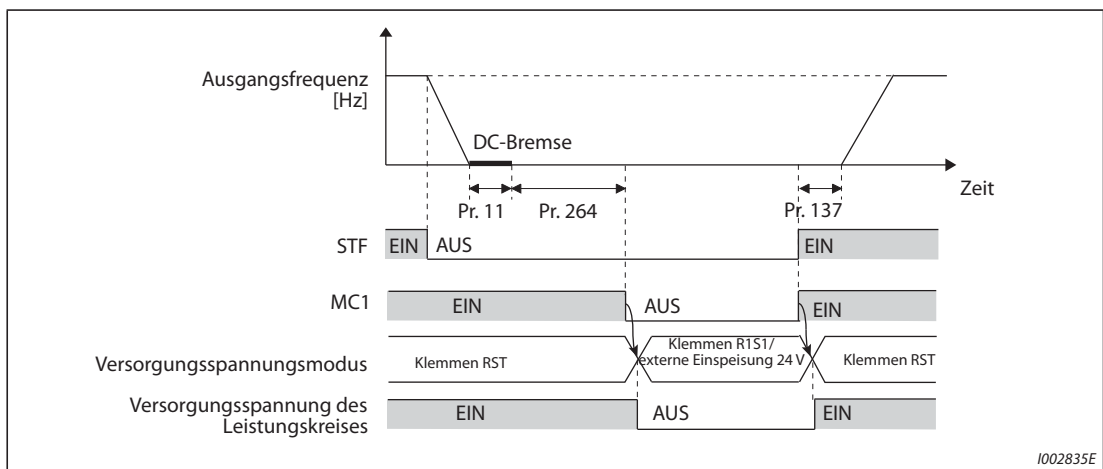 Ausgangsfrequenz
[Hz]
DC-Bremse
Zeit
Pr. 11
Pr. 264
Pr. 137
STF
EIN
AUS
EIN
MC1
EIN
AUS
EIN
Versorgungsspannungsmodus
Klemmen RST
Klemmen R1S1/
externe Einspeisung 24 V
Klemmen RST
Versorgungsspannung des
Leistungskreises
EIN
AUS
EIN
I002835E